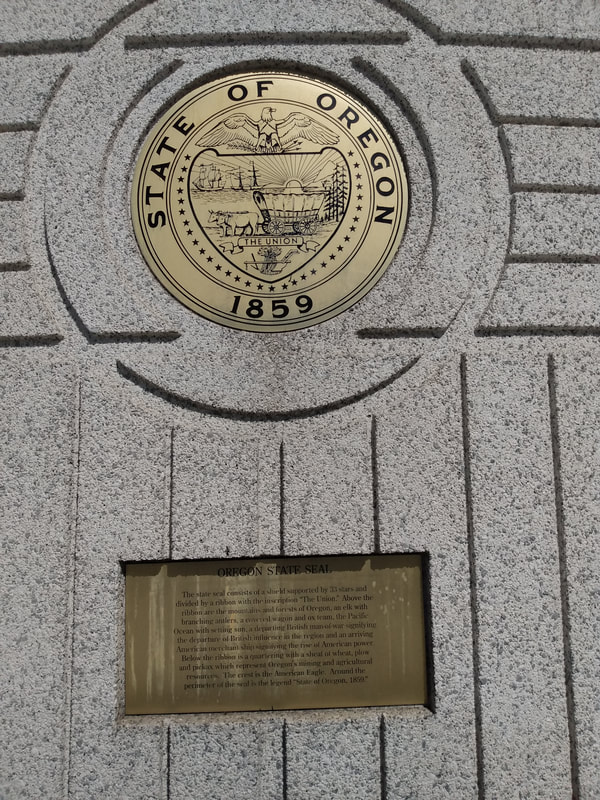 STATE OF OREGON
THE UNION
1859
OREGON STATE SEAL
The state seal consists of a shield supported by 33 stars and
divided by a ribbon with the inscription "The Union." Above the
ribbon are the mountains and forests of Oregon, an elk with
branching antlers, a covered wagon and ox team, the Pacific
Ocean with setting sun, a departing British man-of-war signifying
the departure of British influence in the region and an arriving
American merchant ship signifying the rise of American power.
Below the ribbon is a quartering with a sheaf of wheat, plow
and pickax which represent Oregon's mining and agricultural
resources. The crest is the American Eagle. Around the
perimeter of the seal is the legend "State of Oregon, 1859."